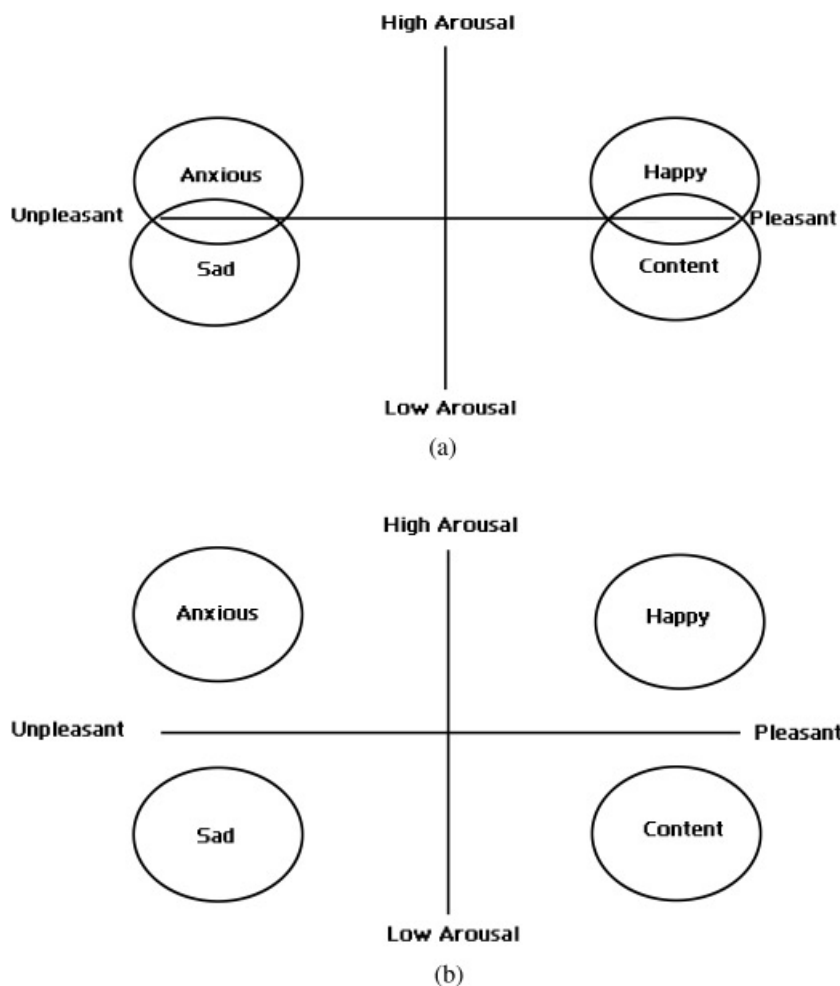 High Arousal
Anxious
Happy
Unpleasant
Pleasant
Sad
Content
Low Arousal
(a)
High Arousal
Anxious
Happy
Unpleasant
Pleasant
Sad
Content
Low Arousal
(b)